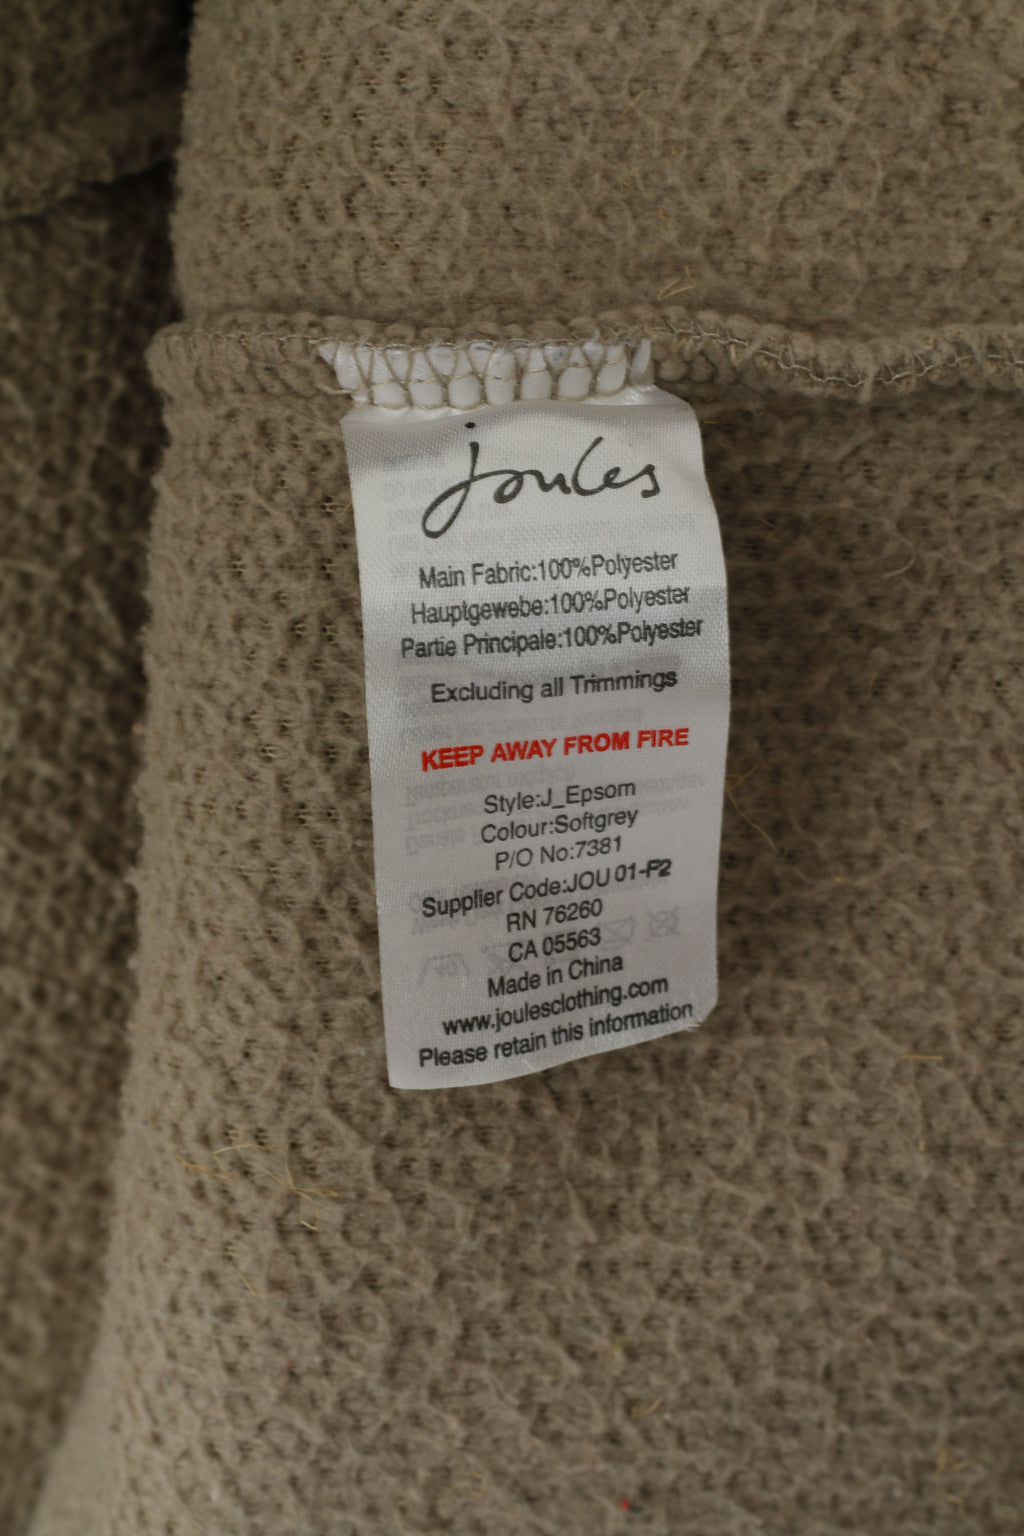 joules
Main Fabric:100%Polyester
Hauptgewebe:100%Polyester
Partie Principale:100%Polyester
Excluding all Trimmings
KEEP AWAY FROM FIRE
Style:J_Epsom
Colour:Softgrey
P/O No:7381
Supplier Code:JOU 01-F2
RN 76260
CA 05563
Made in China
www.joulesclothing.com
Please retain this information